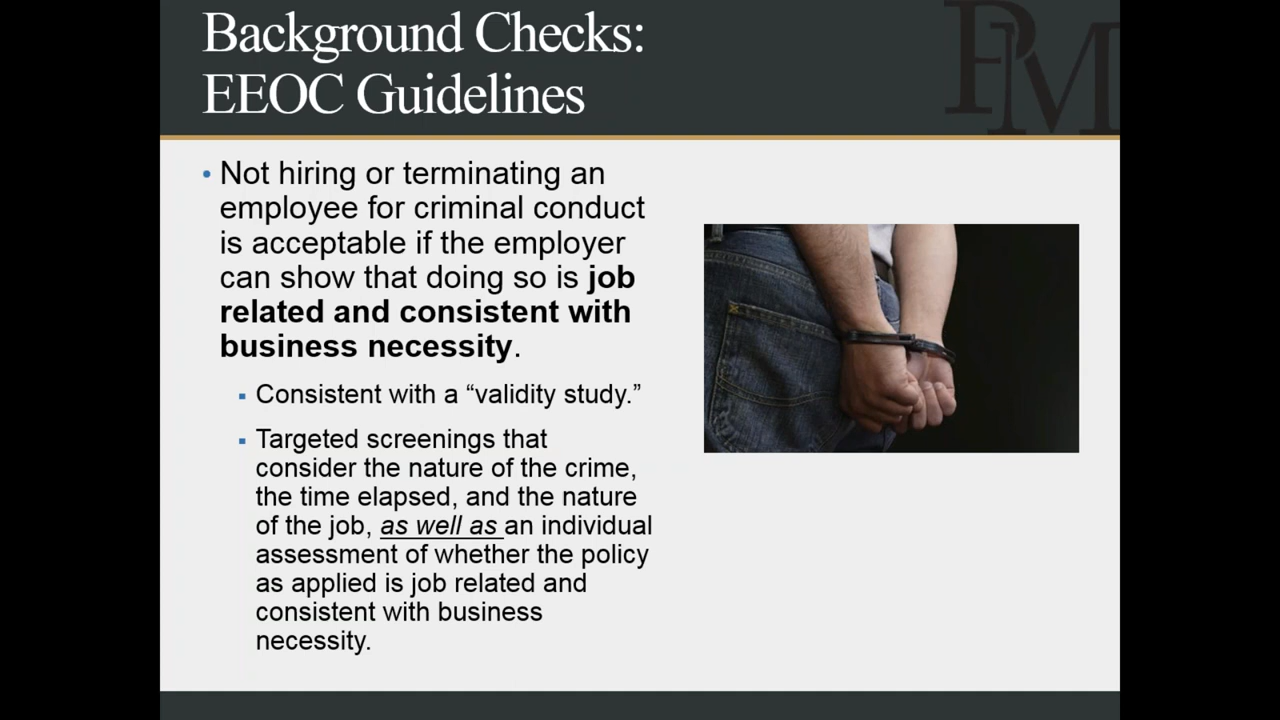 Background Checks:
EEOC Guidelines
PM
• Not hiring or terminating an
employee for criminal conduct
is acceptable if the employer
can show that doing so is job
related and consistent with
business necessity.
▪ Consistent with a “validity study.”
▪ Targeted screenings that
consider the nature of the crime,
the time elapsed, and the nature
of the job, as well as an individual
assessment of whether the policy
as applied is job related and
consistent with business
necessity.